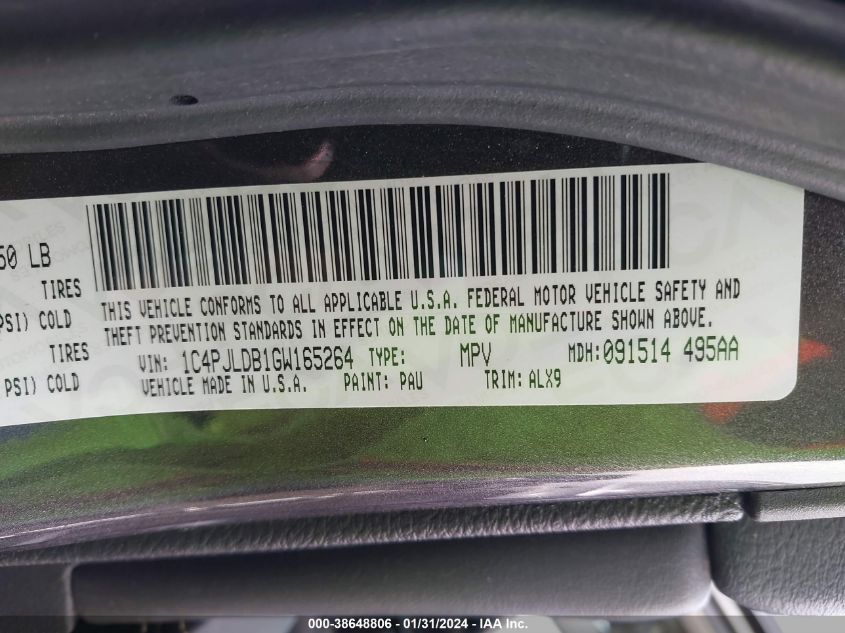 50 LB
TIRES
THIS VEHICLE CONFORMS TO ALL APPLICABLE U.S.A. FEDERAL MOTOR VEHICLE SAFETY AND
PSI) COLD
THEFT PREVENTION STANDARDS IN EFFECT ON THE DATE OF MANUFACTURE SHOWN ABOVE.
TIRES
VIN: 1C4PJLDB1GW165264 TYPE: MPV MDH:091514 495AA
PSI) COLD
VEHICLE MADE IN U.S.A. PAINT: PAU TRIM: ALX9
000-38648806 - 01/31/2024 - IAA Inc.